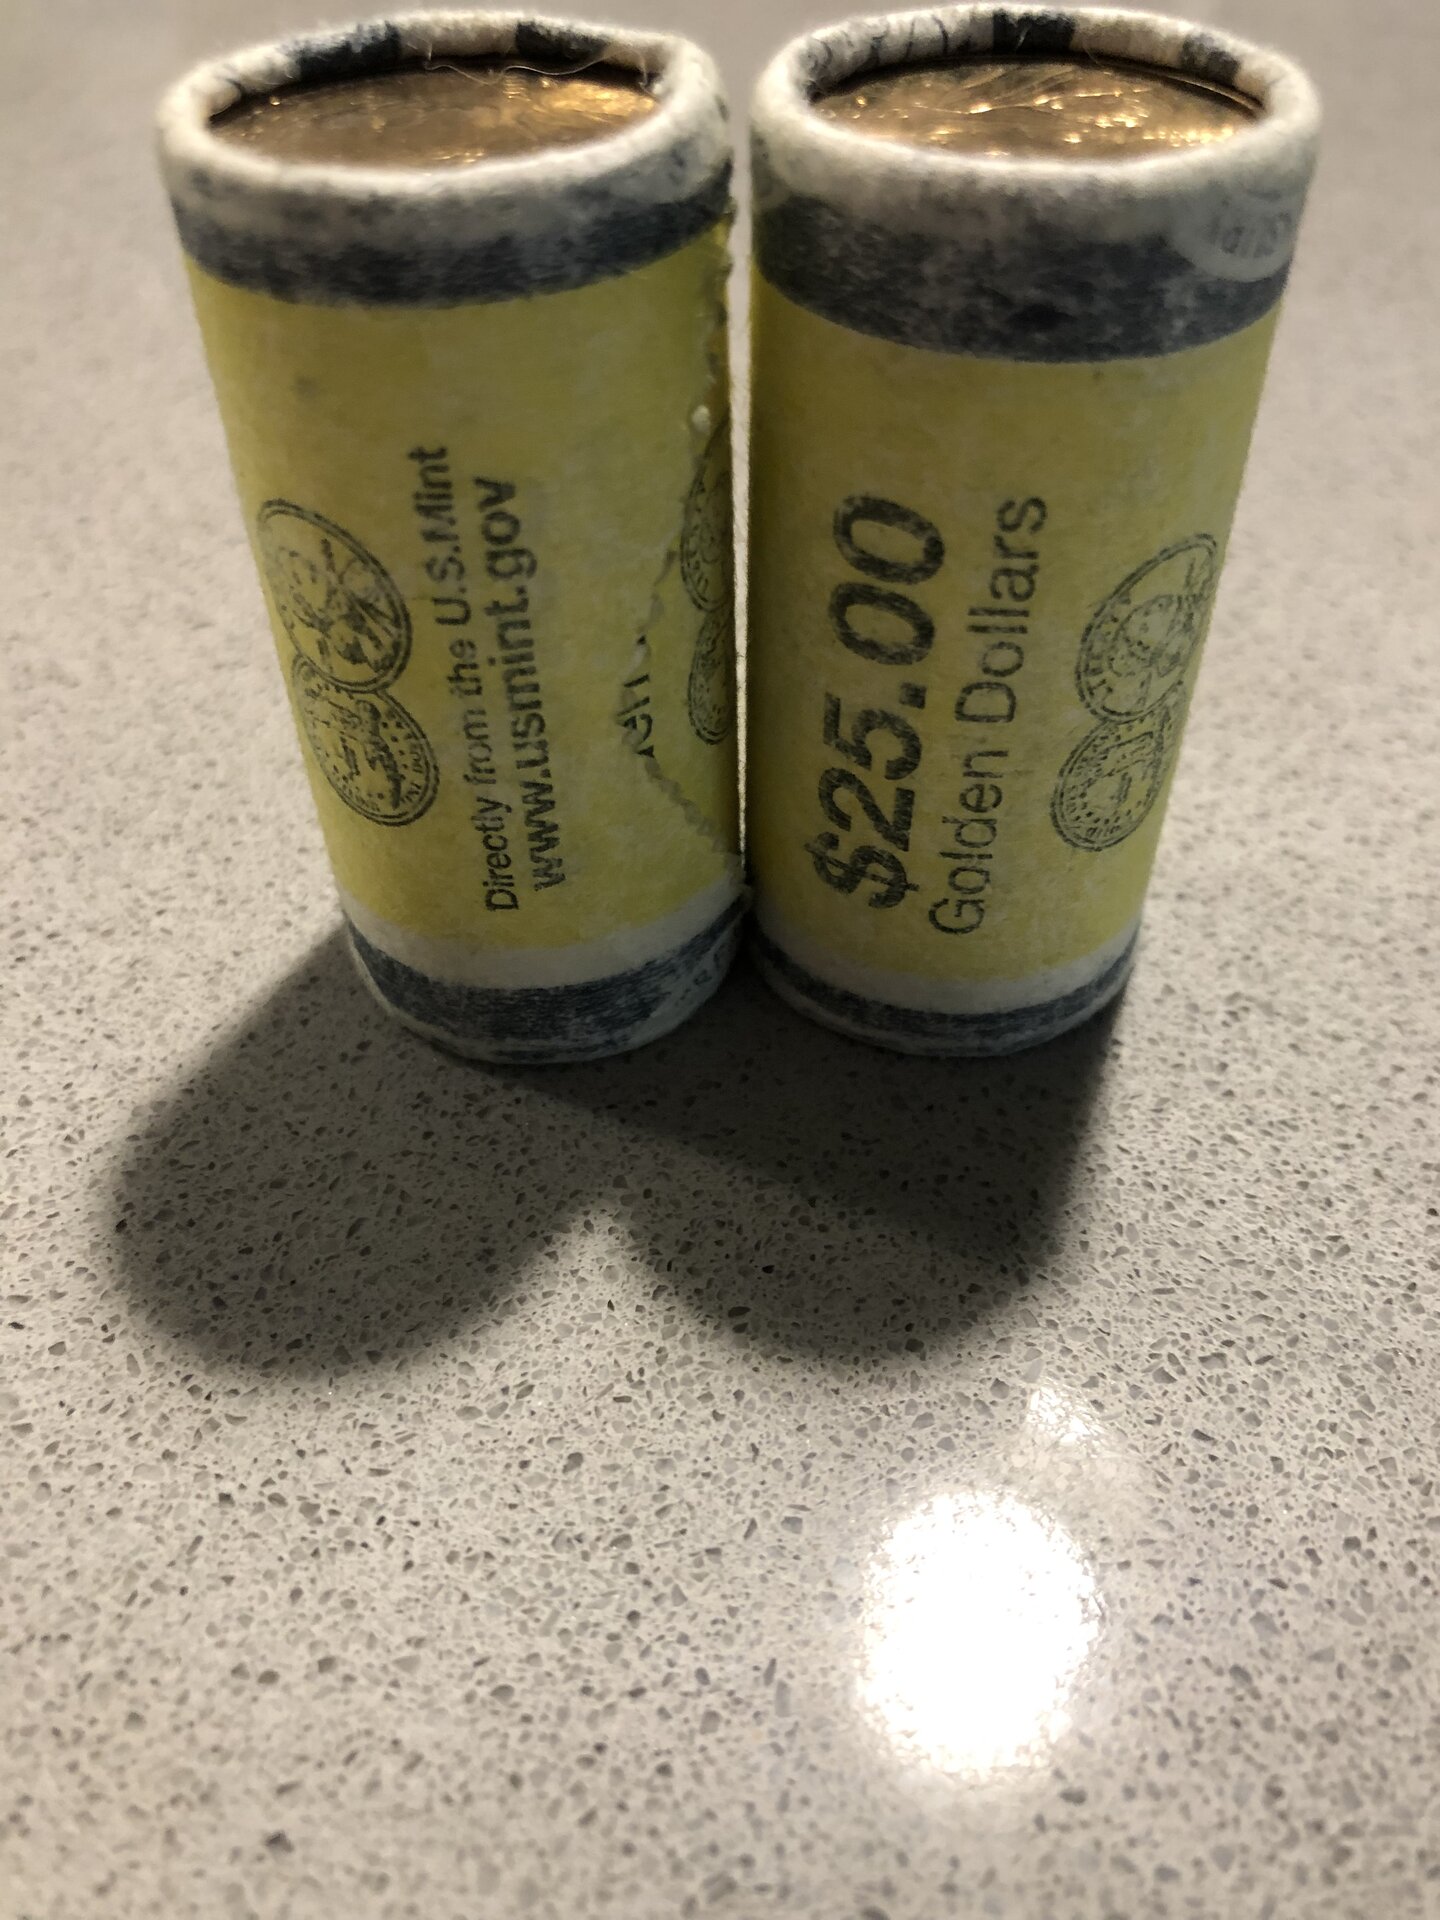 Directly from the U.S. Mint
www.usmint.gov
$25.00
Golden Dollars